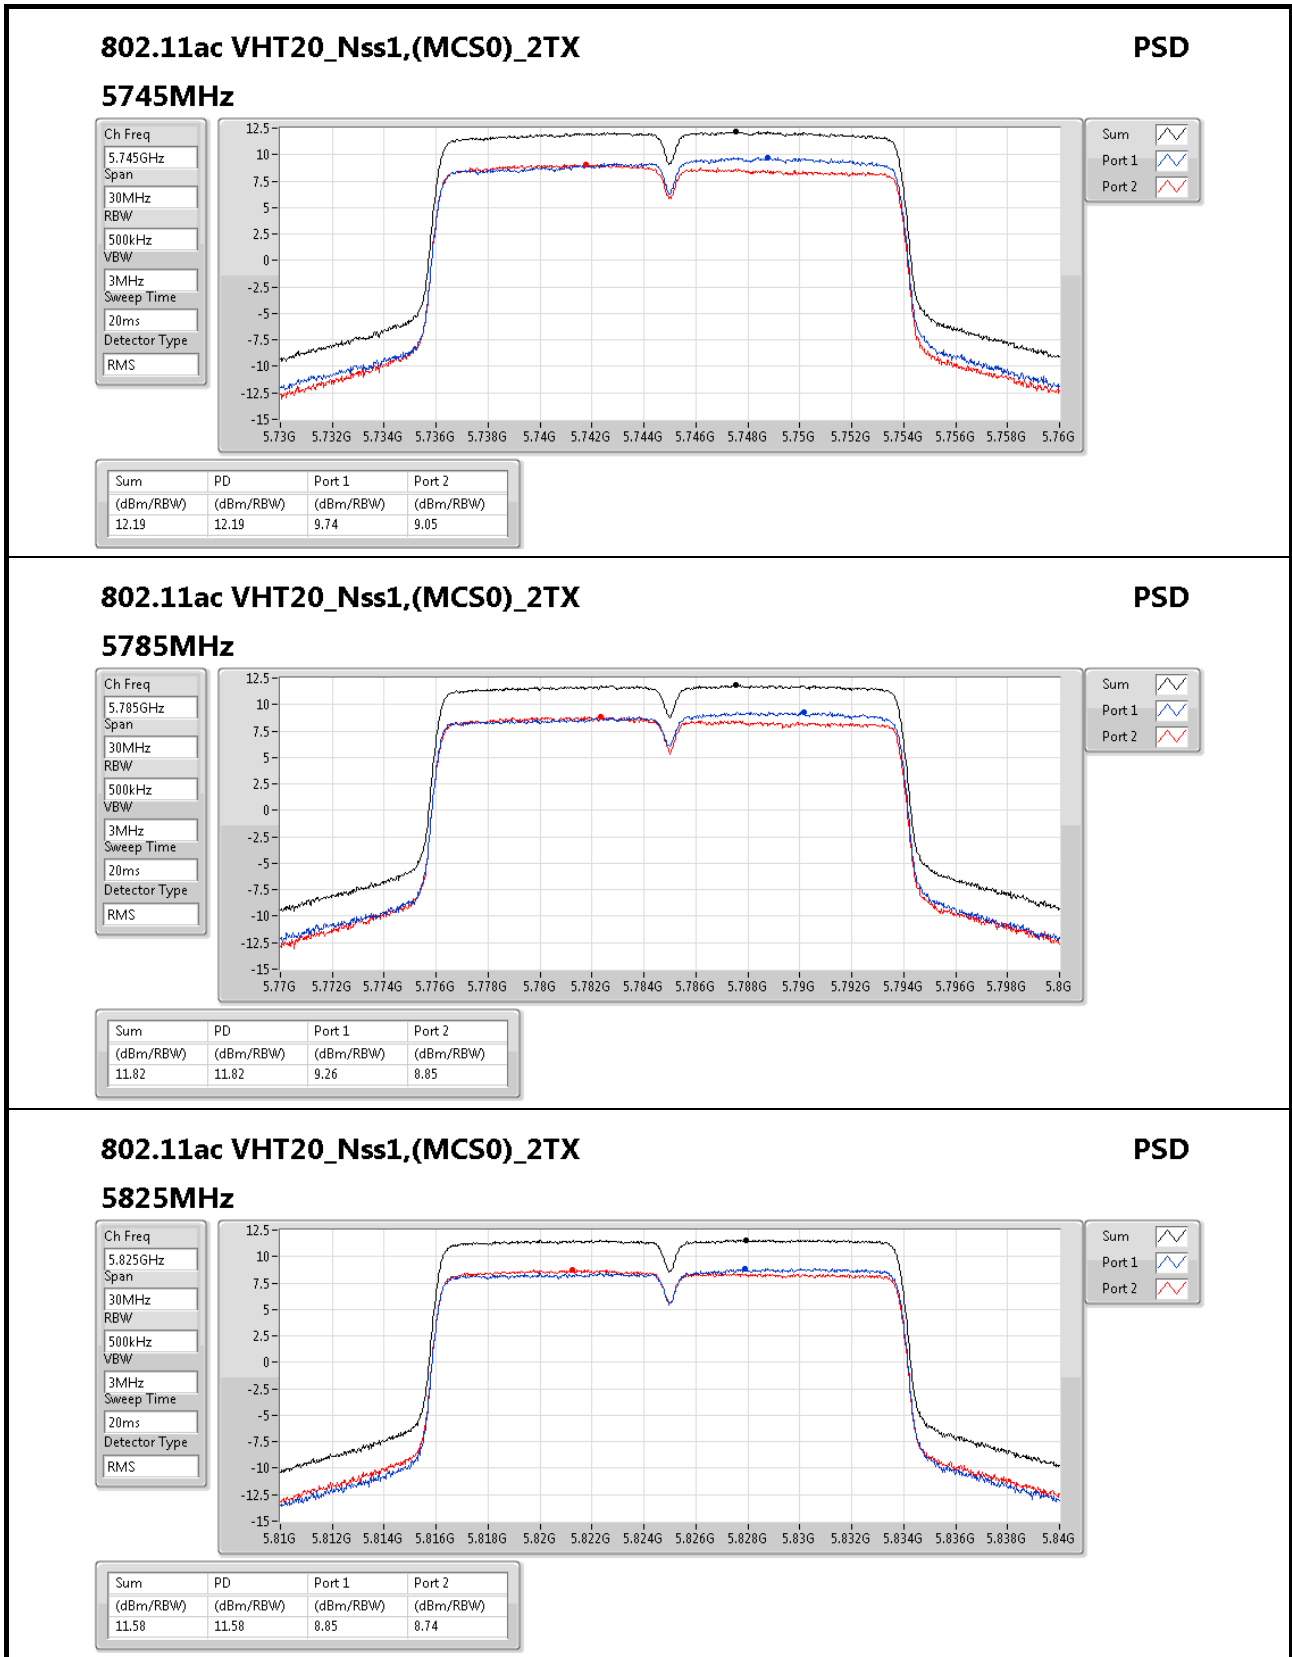 802.11ac VHT20_Nss1,(MCS0)_2TX PSD
5745MHz
Ch Freq
5.745GHz
Span
30MHz
RBW
500kHz
VBW
3MHz
Sweep Time
20ms
Detector Type
RMS
12.5
10
7.5
5
2.5
0
-2.5
-5
-7.5
-10
-12.5
-15
5.73G 5.732G 5.734G 5.736G 5.738G 5.74G 5.742G 5.744G 5.746G 5.748G 5.75G 5.752G 5.754G 5.756G 5.758G 5.76G
Sum
Port 1
Port 2
Sum PD Port 1 Port 2
(dBm/RBW) (dBm/RBW) (dBm/RBW) (dBm/RBW)
12.19 12.19 9.74 9.05
802.11ac VHT20_Nss1,(MCS0)_2TX PSD
5785MHz
Ch Freq
5.785GHz
Span
30MHz
RBW
500kHz
VBW
3MHz
Sweep Time
20ms
Detector Type
RMS
12.5
10
7.5
5
2.5
0
-2.5
-5
-7.5
-10
-12.5
-15
5.77G 5.772G 5.774G 5.776G 5.778G 5.78G 5.782G 5.784G 5.786G 5.788G 5.79G 5.792G 5.794G 5.796G 5.798G 5.8G
Sum
Port 1
Port 2
Sum PD Port 1 Port 2
(dBm/RBW) (dBm/RBW) (dBm/RBW) (dBm/RBW)
11.82 11.82 9.26 8.85
802.11ac VHT20_Nss1,(MCS0)_2TX PSD
5825MHz
Ch Freq
5.825GHz
Span
30MHz
RBW
500kHz
VBW
3MHz
Sweep Time
20ms
Detector Type
RMS
12.5
10
7.5
5
2.5
0
-2.5
-5
-7.5
-10
-12.5
-15
5.81G 5.812G 5.814G 5.816G 5.818G 5.82G 5.822G 5.824G 5.826G 5.828G 5.83G 5.832G 5.834G 5.836G 5.838G 5.84G
Sum
Port 1
Port 2
Sum PD Port 1 Port 2
(dBm/RBW) (dBm/RBW) (dBm/RBW) (dBm/RBW)
11.58 11.58 8.85 8.74